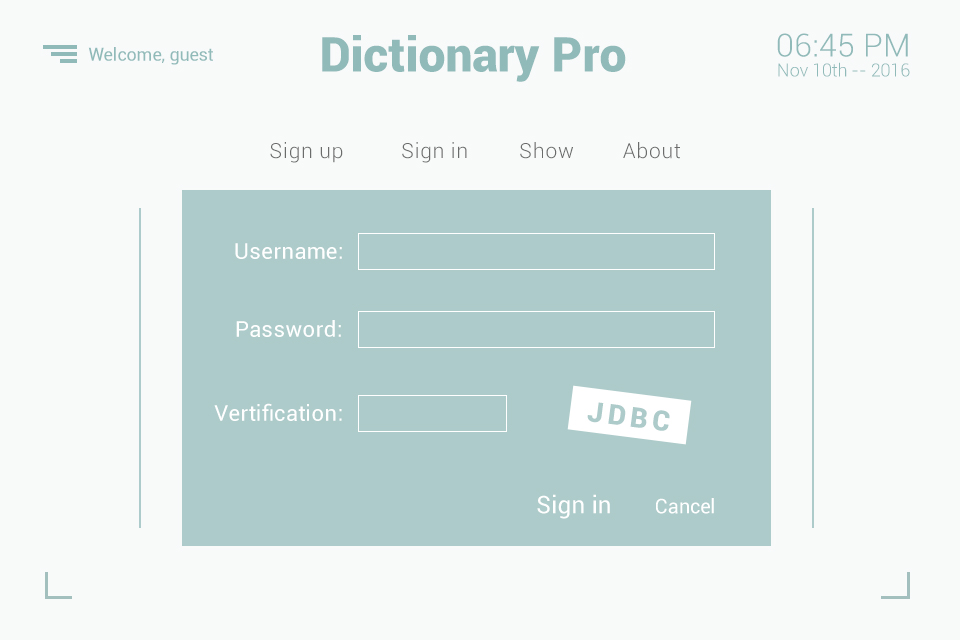 Welcome, guest
Dictionary Pro
06:45 PM
Nov 10th -- 2016
Sign up Sign in Show About
Username:
Password:
Vertification:
JDBC
Sign in Cancel